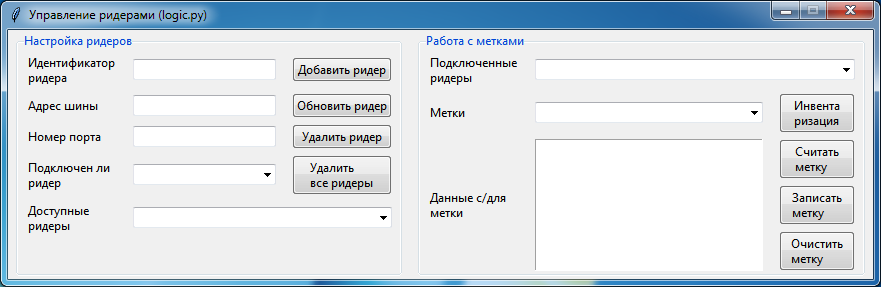 Управление ридерами (logic.py)
Настройка ридеров
Идентификатор
ридера
Добавить ридер
Адрес шины
Обновить ридер
Номер порта
Удалить ридер
Подключен ли
ридер
Удалить
все ридеры
Доступные
ридеры
Работа с метками
Подключенные
ридеры
Метки
Инвента
ризация
Считать
метку
Данные с/для
метки
Записать
метку
Очистить
метку